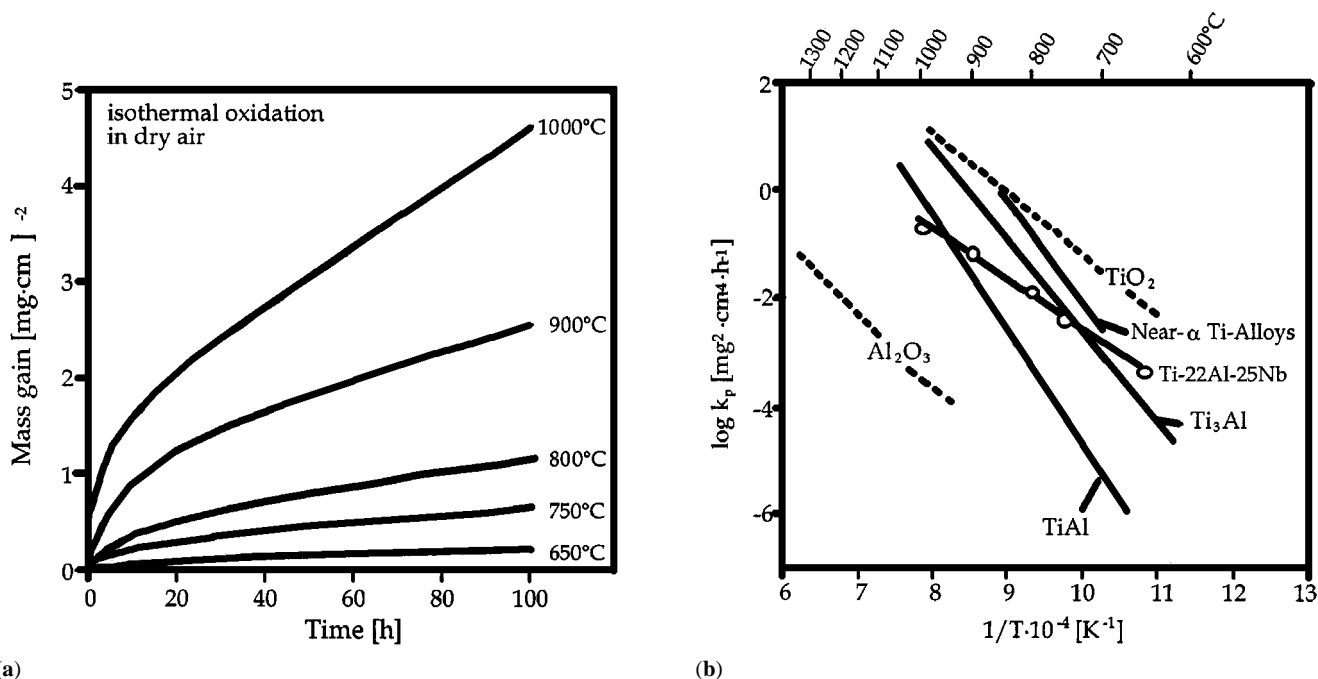 5
4
3
2
1
0
Mass gain [mg·cm ] -2
isothermal oxidation
in dry air
1000°C
900°C
800°C
750°C
650°C
0 20 40 60 80 100
Time [h]
(a)
1300 1200 1100 1000 900 800 700 600°C
2
0
-2
-4
-6
log kp [mg² ·cm⁴·h⁻¹]
TiO₂
Near-α Ti-Alloys
Al₂O₃
Ti-22Al-25Nb
Ti₃Al
TiAl
6 7 8 9 10 11 12 13
1/T·10⁻⁴ [K⁻¹]
(b)